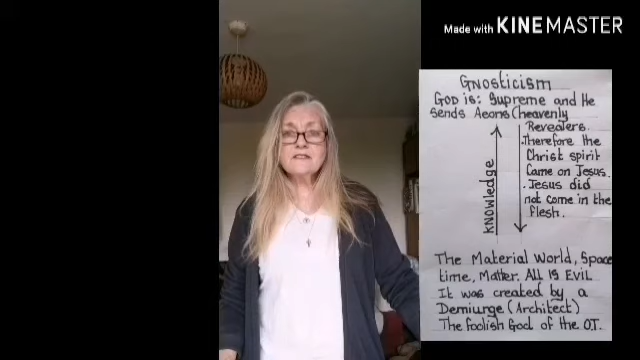 Made with KINEMASTER
GNOSTICISM
GOD is: Supreme and He
sends Aeons (heavenly
Revealers.
.Therefore the
Christ spirit
Came on Jesus.
. Jesus did
not come in the
flesh.
KNOWLEDGE
The Material World, Space
time, Matter. ALL IS EVIL
It was created by a
Demiurge (Architect)
The foolish God of the O.T.